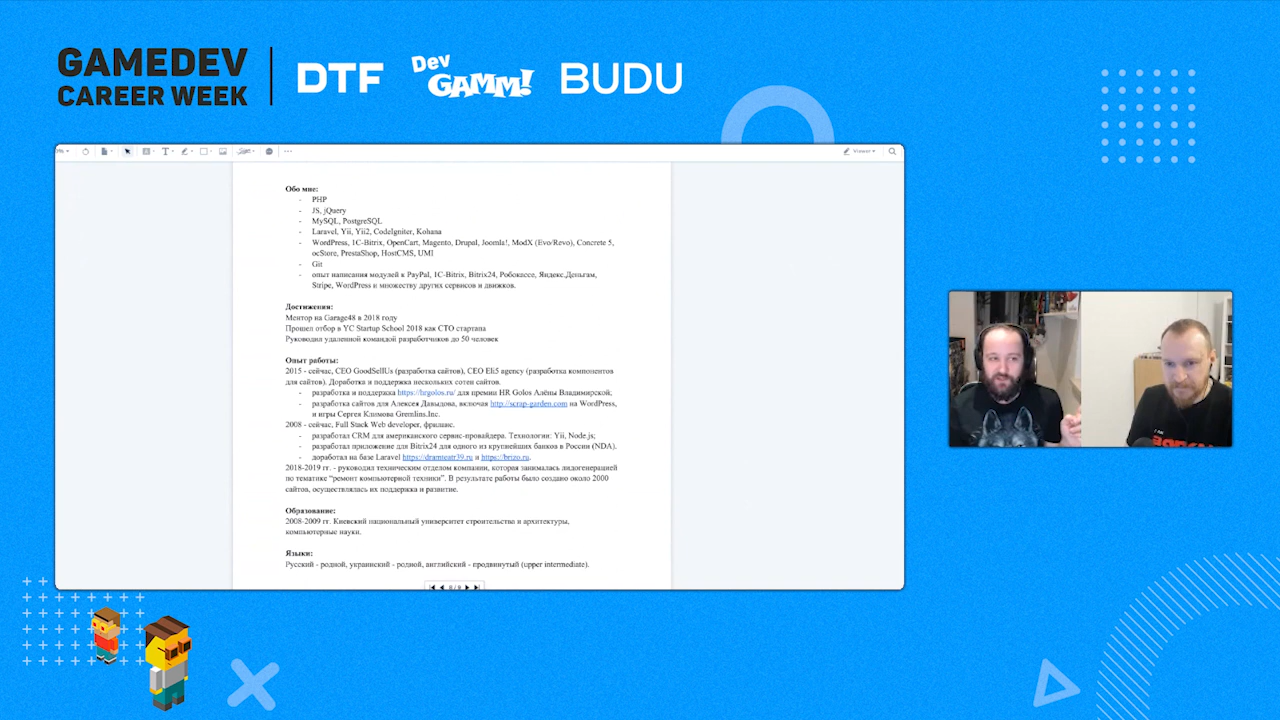 GAMEDEV
CAREER WEEK
DTF
Dev
GAMM!
BUDU
Viewer
Обо мне:
- PHP
- JS, jQuery
- MySQL, PostgreSQL
- Laravel, Yii, Yii2, CodeIgniter, Kohana
- WordPress, 1C-Bitrix, OpenCart, Magento, Drupal, Joomla!, ModX (Evo/Revo), Concrete 5,
ocStore, PrestaShop, HostCMS, UMI
- Git
- опыт написания модулей к PayPal, 1C-Bitrix, Bitrix24, Робокассе, Яндекс.Деньгам,
Stripe, WordPress и множеству других сервисов и движков.
Достижения:
Ментор на Garage48 в 2018 году
Прошел отбор в YC Startup School 2018 как CTO стартапа
Руководил удаленной командой разработчиков до 50 человек
Опыт работы:
2015 - сейчас, CEO GoodSellUs (разработка сайтов), CEO Eli5 agency (разработка компонентов
для сайтов). Доработка и поддержка нескольких сотен сайтов.
- разработка и поддержка https://hrgolos.ru/ для премии HR Golos Алёны Владимирской;
- разработка сайтов для Алексея Давыдова, включая http://scrap-garden.com на WordPress,
и игры Сергея Климова Gremlins.Inc.
2008 - сейчас, Full Stack Web developer, фриланс.
- разработал CRM для американского сервис-провайдера. Технологии: Yii, Node.js;
- разработал приложение для Bitrix24 для одного из крупнейших банков в России (NDA).
- доработал на базе Laravel https://dramteatr39.ru и https://brizo.ru.
2018-2019 гг. - руководил техническим отделом компании, которая занималась лидогенерацией
по тематике “ремонт компьютерной техники”. В результате работы было создано около 2000
сайтов, осуществлялась их поддержка и развитие.
Образование:
2008-2009 гг. Киевский национальный университет строительства и архитектуры,
компьютерные науки.
Языки:
Русский - родной, украинский - родной, английский - продвинутый (upper intermediate).